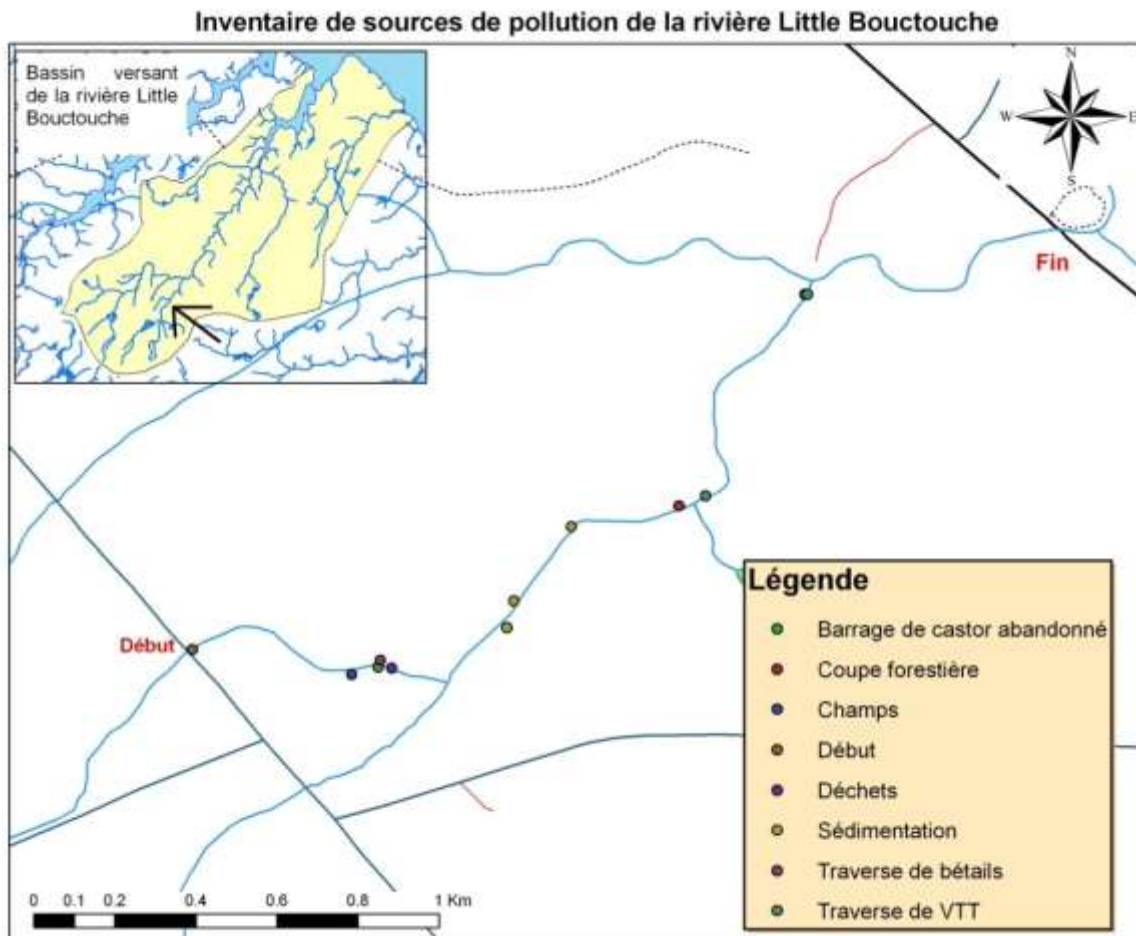 Inventaire de sources de pollution de la rivière Little Bouctouche
Bassin versant
de la rivière Little
Bouctouche
N
W
E
S
Fin
Début
Légende
Barrage de castor abandonné
Coupe forestière
Champs
Début
Déchets
Sédimentation
Traverse de bétails
Traverse de VTT
0 0.1 0.2 0.4 0.6 0.8 1 Km